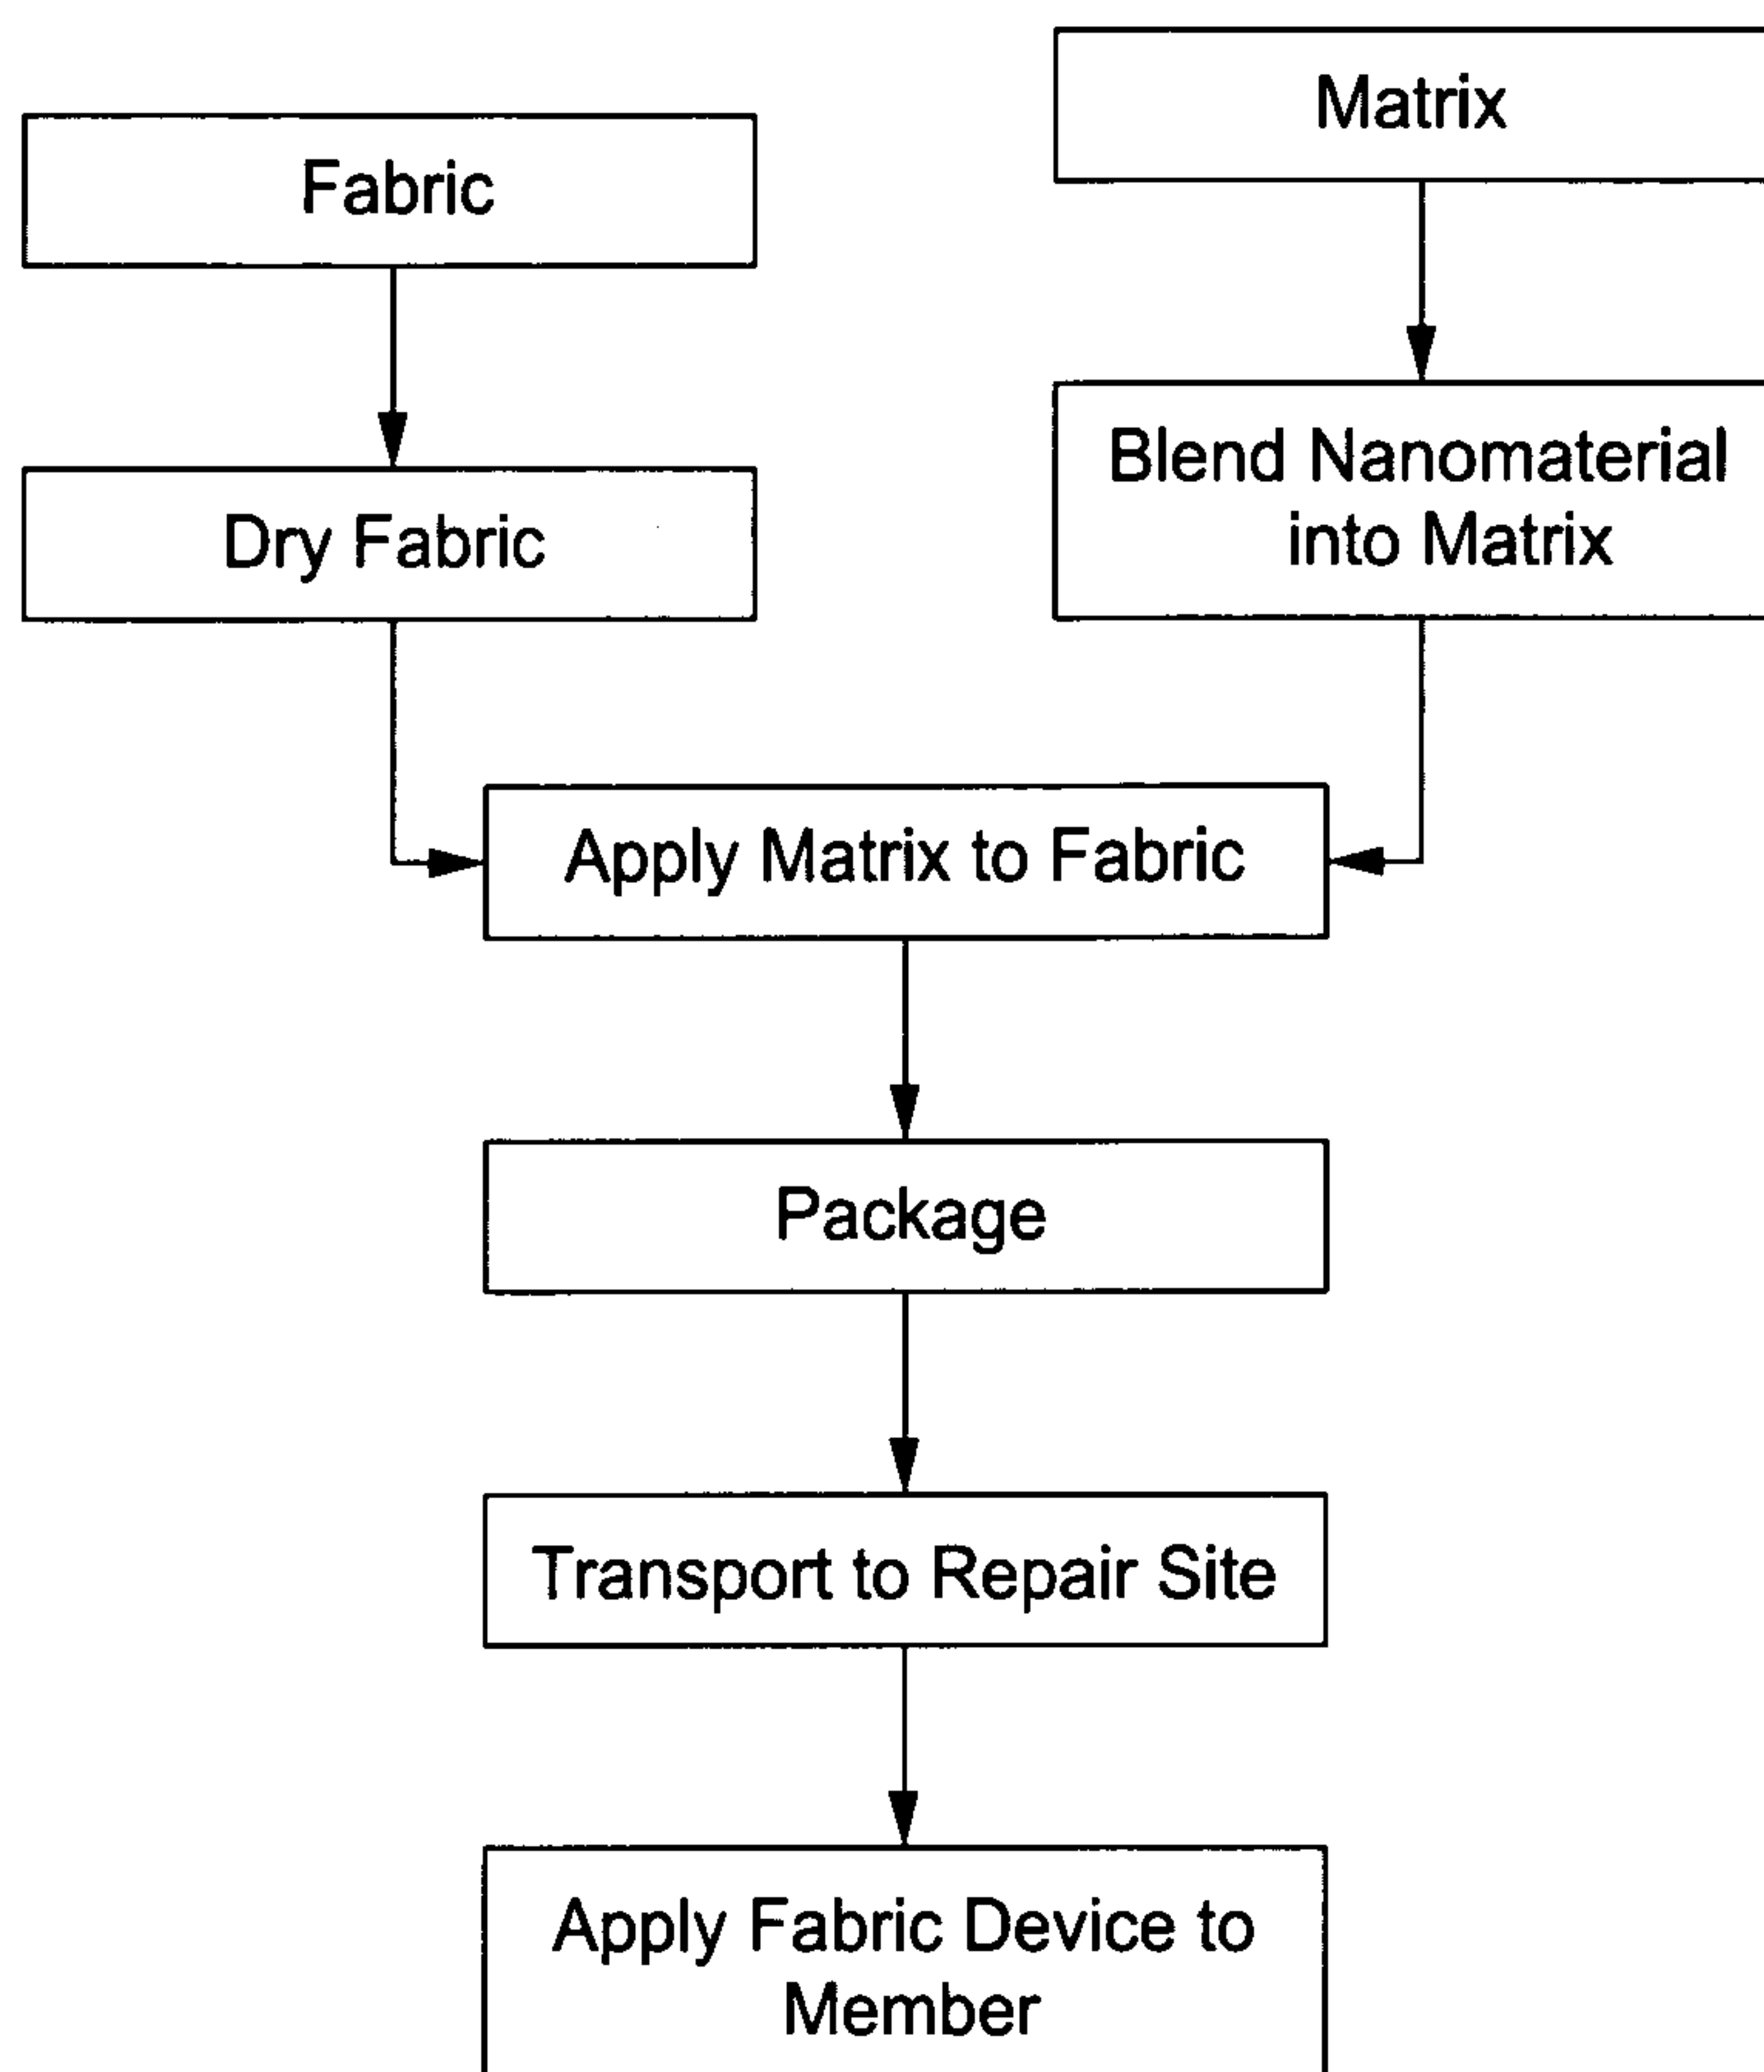 Matrix
Fabric
Blend Nanomaterial
into Matrix
Dry Fabric
Apply Matrix to Fabric
Package
Transport to Repair Site
Apply Fabric Device to
Member